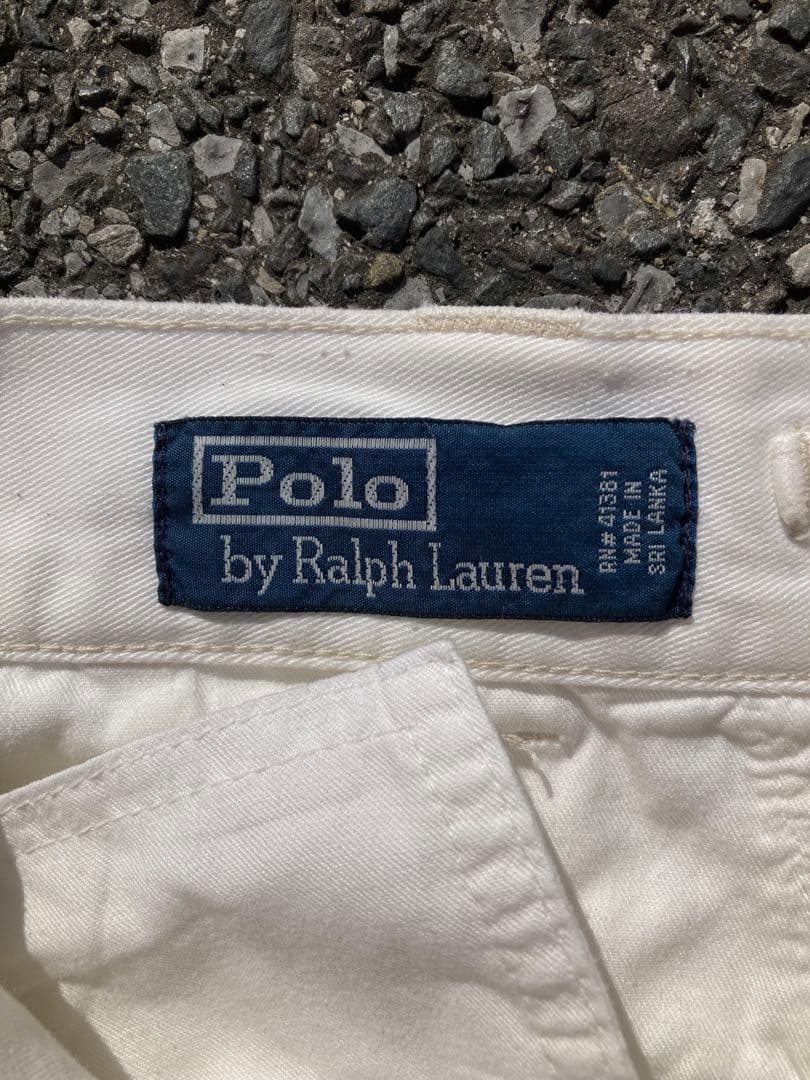 Polo
by Ralph Lauren
RN# 41381
MADE IN
SRI LANKA